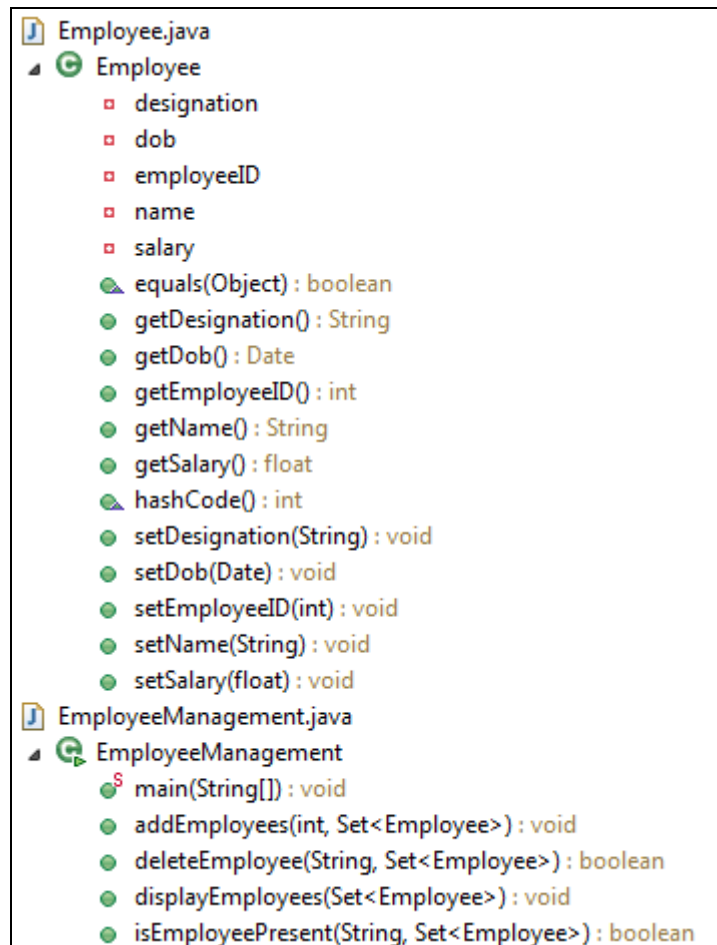 Employee.java
Employee
designation
dob
employeeID
name
salary
equals(Object) : boolean
getDesignation() : String
getDob() : Date
getEmployeeID() : int
getName() : String
getSalary() : float
hashCode() : int
setDesignation(String) : void
setDob(Date) : void
setEmployeeID(int) : void
setName(String) : void
setSalary(float) : void
EmployeeManagement.java
EmployeeManagement
main(String[]) : void
addEmployees(int, Set<Employee>) : void
deleteEmployee(String, Set<Employee>) : boolean
displayEmployees(Set<Employee>) : void
isEmployeePresent(String, Set<Employee>) : boolean